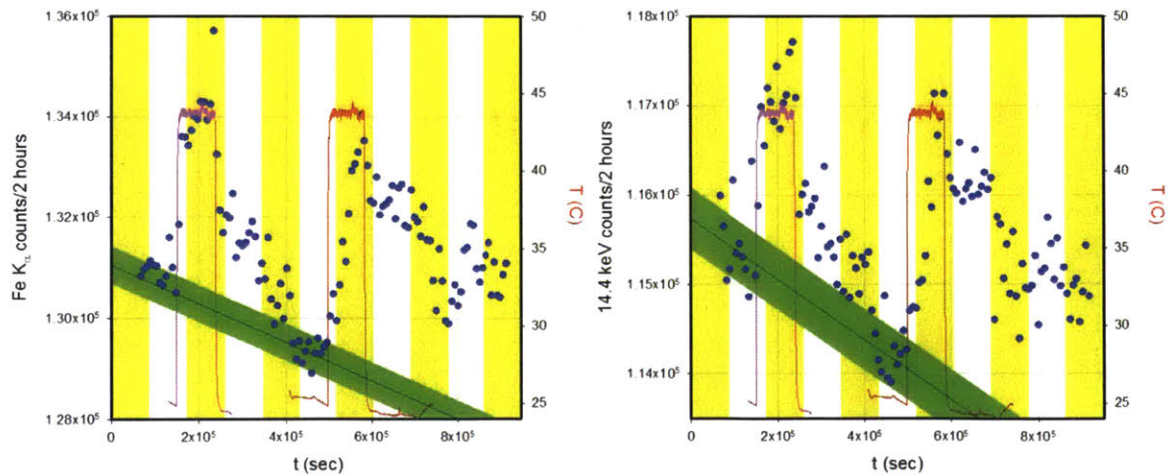 Fe Kα counts/2 hours
1.36x10⁵
1.34x10⁵
1.32x10⁵
1.30x10⁵
1.28x10⁵
0
2x10⁵
4x10⁵
6x10⁵
8x10⁵
t (sec)
50
45
40
35
30
25
T (C)
14.4 keV counts/2 hours
1.18x10⁵
1.17x10⁵
1.16x10⁵
1.15x10⁵
1.14x10⁵
0
2x10⁵
4x10⁵
6x10⁵
8x10⁵
t (sec)
50
45
40
35
30
25
T (C)